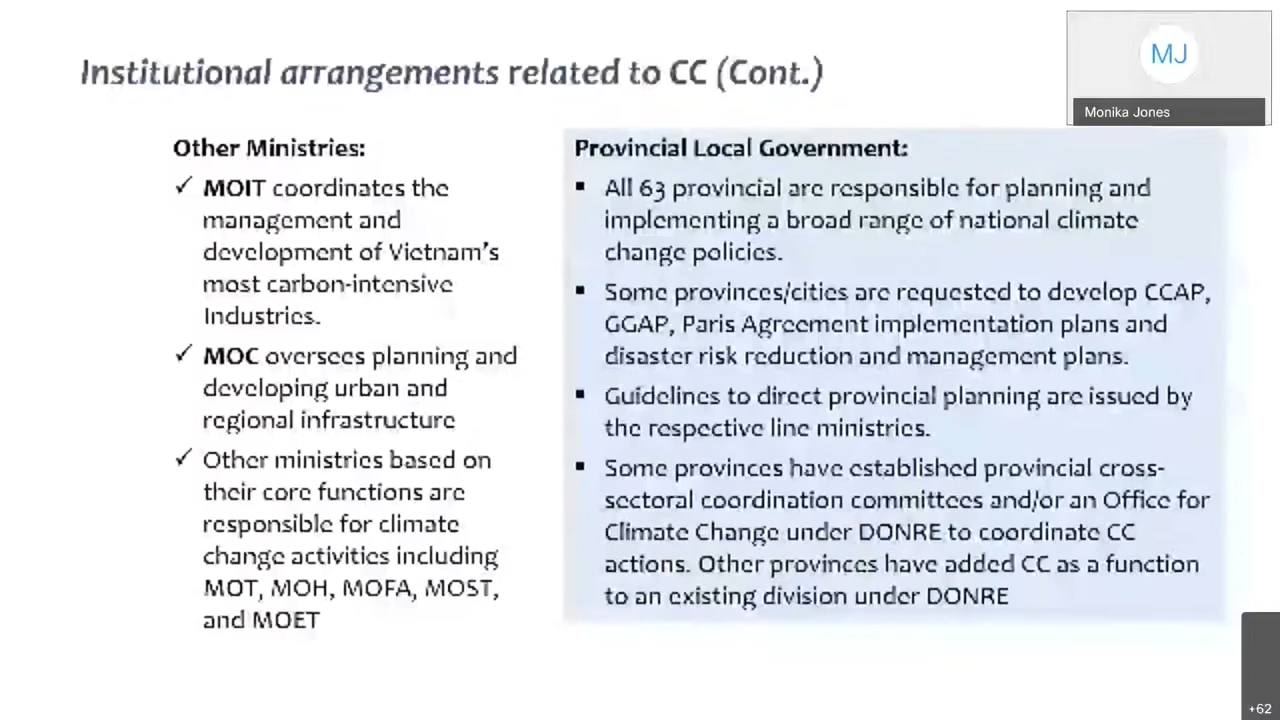 Institutional arrangements related to CC (Cont.)
MJ
Monika Jones
Other Ministries:
✓ MOIT coordinates the
management and
development of Vietnam's
most carbon-intensive
Industries.
✓ MOC oversees planning and
developing urban and
regional infrastructure
✓ Other ministries based on
their core functions are
responsible for climate
change activities including
MOT, MOH, MOFA, MOST,
and MOET
Provincial Local Government:
▪ All 63 provincial are responsible for planning and
implementing a broad range of national climate
change policies.
▪ Some provinces/cities are requested to develop CCAP,
GGAP, Paris Agreement implementation plans and
disaster risk reduction and management plans.
▪ Guidelines to direct provincial planning are issued by
the respective line ministries.
▪ Some provinces have established provincial cross-
sectoral coordination committees and/or an Office for
Climate Change under DONRE to coordinate CC
actions. Other provinces have added CC as a function
to an existing division under DONRE
+62